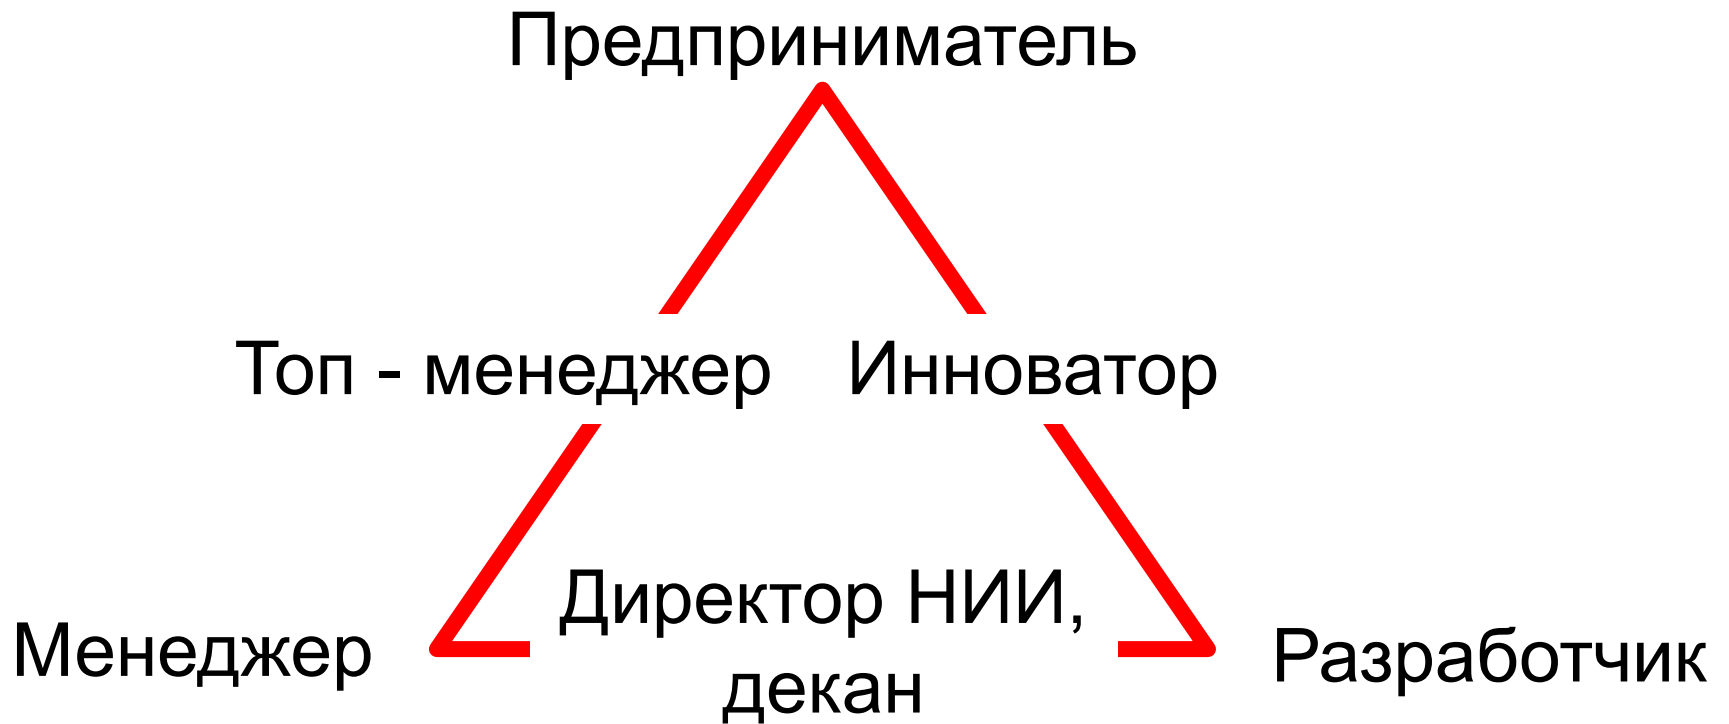 Предприниматель
Топ - менеджер
Инноватор
Директор НИИ,
декан
Менеджер
Разработчик